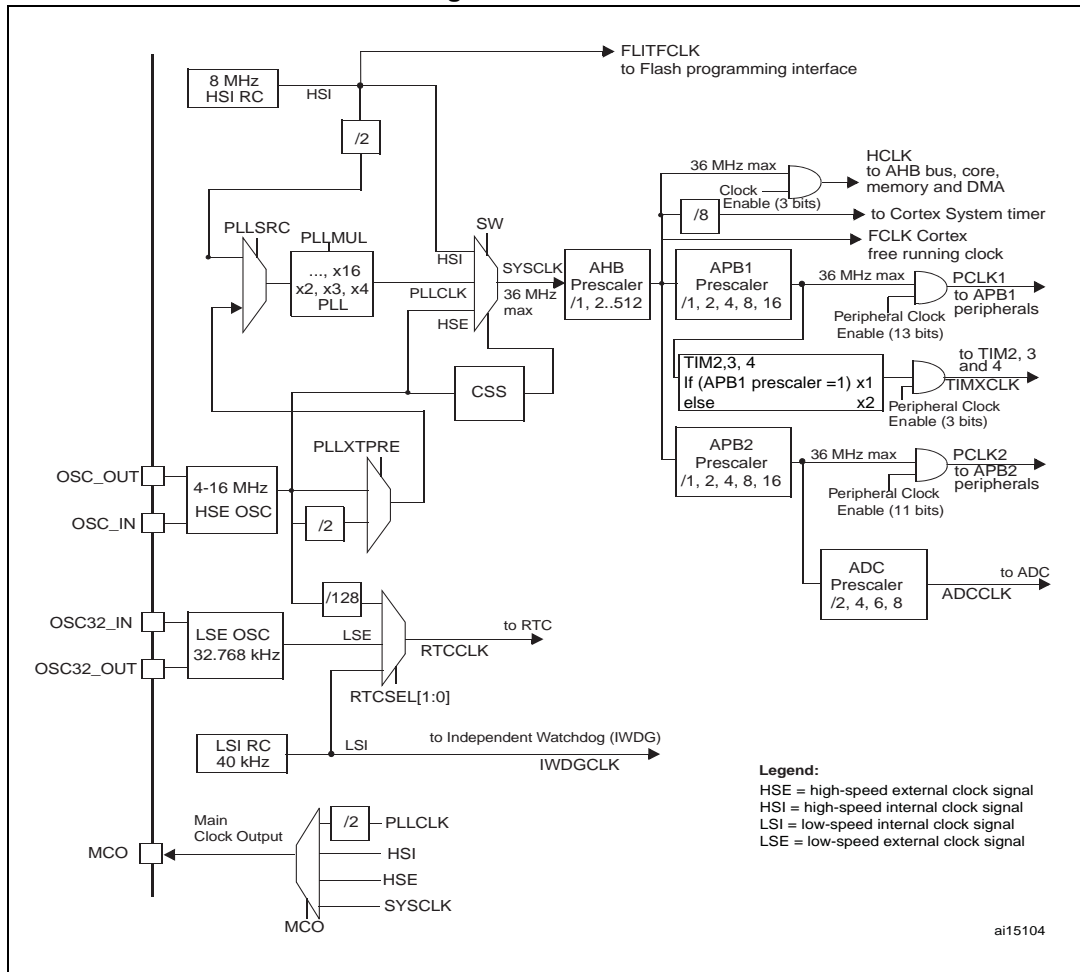 FLITFCLK
to Flash programming interface
8 MHz
HSI RC
HSI
/2
36 MHz max
HCLK
to AHB bus, core,
memory and DMA
Clock
Enable (3 bits)
/8
to Cortex System timer
FCLK Cortex
free running clock
PLLSRC
PLLMUL
..., x16
x2, x3, x4
PLL
SW
HSI
PLLCLK
HSE
SYSCLK
36 MHz
max
AHB
Prescaler
/1, 2..512
APB1
Prescaler
/1, 2, 4, 8, 16
36 MHz max
PCLK1
to APB1
peripherals
Peripheral Clock
Enable (13 bits)
TIM2,3, 4
If (APB1 prescaler =1) x1
else x2
to TIM2, 3
and 4
TIMXCLK
Peripheral Clock
Enable (3 bits)
CSS
PLLXTPRE
OSC_OUT
OSC_IN
4-16 MHz
HSE OSC
/2
APB2
Prescaler
/1, 2, 4, 8, 16
36 MHz max
PCLK2
to APB2
peripherals
Peripheral Clock
Enable (11 bits)
ADC
Prescaler
/2, 4, 6, 8
to ADC
ADCCLK
/128
OSC32_IN
OSC32_OUT
LSE OSC
32.768 kHz
LSE
to RTC
RTCCLK
RTCSEL[1:0]
LSI RC
40 kHz
LSI
to Independent Watchdog (IWDG)
IWDGCLK
Legend:
HSE = high-speed external clock signal
HSI = high-speed internal clock signal
LSI = low-speed internal clock signal
LSE = low-speed external clock signal
Main
Clock Output
MCO
/2
PLLCLK
HSI
HSE
SYSCLK
MCO
ai15104